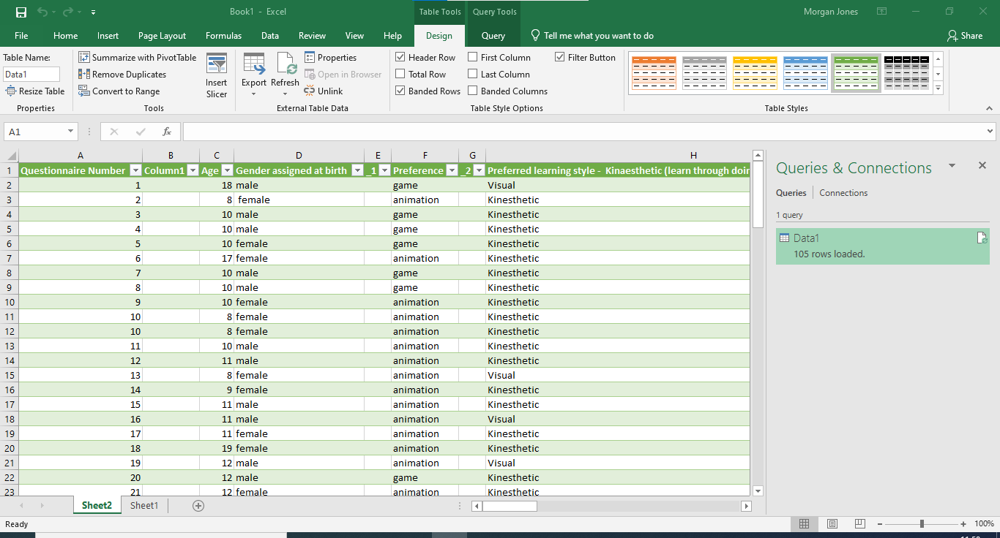 Book1 - Excel
Table Tools
Query Tools
Morgan Jones
File Home Insert Page Layout Formulas Data Review View Help Design Query Tell me what you want to do Share
Table Name:
Data1
Resize Table
Properties
Summarize with PivotTable
Remove Duplicates
Convert to Range
Insert
Slicer
Tools
Export
Refresh
Properties
Open in Browser
Unlink
External Table Data
Header Row
First Column
Filter Button
Total Row
Last Column
Banded Rows
Banded Columns
Table Style Options
Table Styles
A1
fx
A B C D E F G H
1 Questionnaire Number Column1 Age Gender assigned at birth _1 Preference _2 Preferred learning style - Kinaesthetic (learn through doin
2 1 18 male game Visual
3 2 8 female animation Kinesthetic
4 3 10 male game Kinesthetic
5 4 10 male game Kinesthetic
6 5 10 female game Kinesthetic
7 6 17 female animation Kinesthetic
8 7 10 male game Kinesthetic
9 8 10 male game Kinesthetic
10 9 10 female animation Kinesthetic
11 10 8 female animation Kinesthetic
12 10 8 female animation Kinesthetic
13 11 10 male animation Kinesthetic
14 12 11 male animation Kinesthetic
15 13 8 female animation Visual
16 14 9 female animation Kinesthetic
17 15 11 male animation Kinesthetic
18 16 11 male animation Visual
19 17 11 female animation Kinesthetic
20 18 19 female animation Kinesthetic
21 19 12 male animation Visual
22 20 12 male game Kinesthetic
23 21 12 female animation Kinesthetic
Queries & Connections
Queries Connections
1 query
Data1
105 rows loaded.
Sheet2 Sheet1
Ready
100%